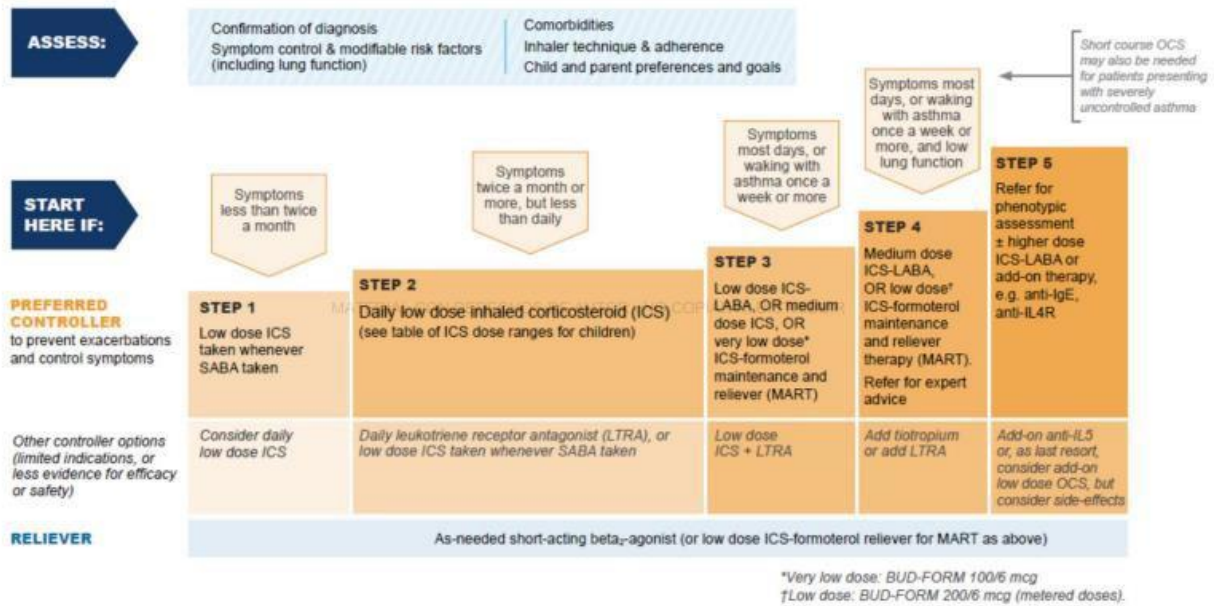 ASSESS:
Confirmation of diagnosis
Symptom control & modifiable risk factors
(including lung function)
Comorbidities
Inhaler technique & adherence
Child and parent preferences and goals
Short course OCS
may also be needed
for patients presenting
with severely
uncontrolled asthma
START
HERE IF:
Symptoms
less than twice
a month
Symptoms
twice a month or
more, but less
than daily
Symptoms
most days, or
waking with
asthma once a
week or more
Symptoms most
days, or waking
with asthma
once a week or
more, and low
lung function
PREFERRED
CONTROLLER
to prevent exacerbations
and control symptoms
STEP 1
Low dose ICS
taken whenever
SABA taken
STEP 2
Daily low dose inhaled corticosteroid (ICS)
(see table of ICS dose ranges for children)
STEP 3
Low dose ICS-
LABA, OR medium
dose ICS, OR
very low dose*
ICS-formoterol
maintenance and
reliever (MART)
STEP 4
Medium dose
ICS-LABA,
OR low dose†
ICS-formoterol
maintenance
and reliever
therapy (MART).
Refer for expert
advice
STEP 5
Refer for
phenotypic
assessment
± higher dose
ICS-LABA or
add-on therapy,
e.g. anti-IgE,
anti-IL4R
Other controller options
(limited indications, or
less evidence for efficacy
or safety)
Consider daily
low dose ICS
Daily leukotriene receptor antagonist (LTRA), or
low dose ICS taken whenever SABA taken
Low dose
ICS + LTRA
Add tiotropium
or add LTRA
Add-on anti-IL5
or, as last resort,
consider add-on
low dose OCS, but
consider side-effects
RELIEVER
As-needed short-acting beta₂-agonist (or low dose ICS-formoterol reliever for MART as above)
*Very low dose: BUD-FORM 100/6 mcg
†Low dose: BUD-FORM 200/6 mcg (metered doses).